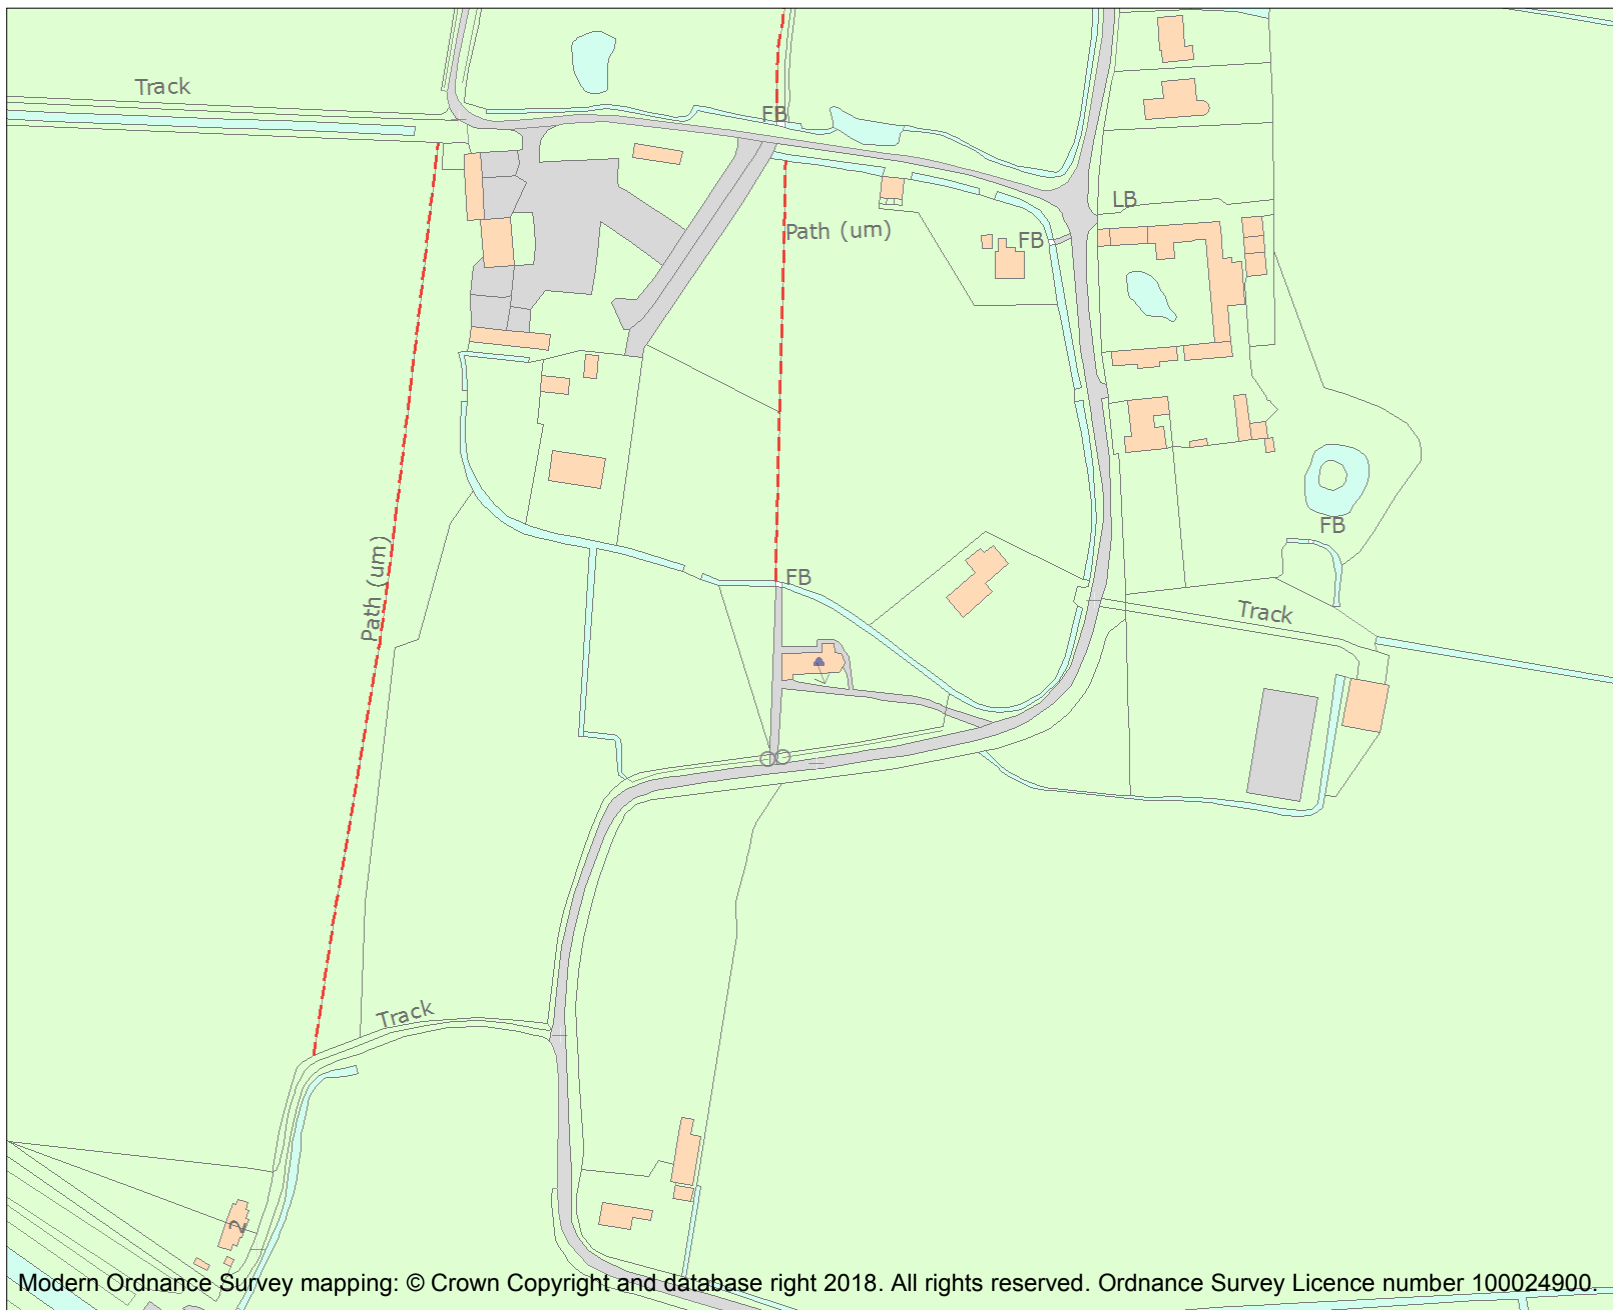 Track
FB
LB
Path (um)
FB
FB
Path (um)
FB
Track
Track
2
Modern Ordnance Survey mapping: © Crown Copyright and database right 2018. All rights reserved. Ordnance Survey Licence number 100024900.